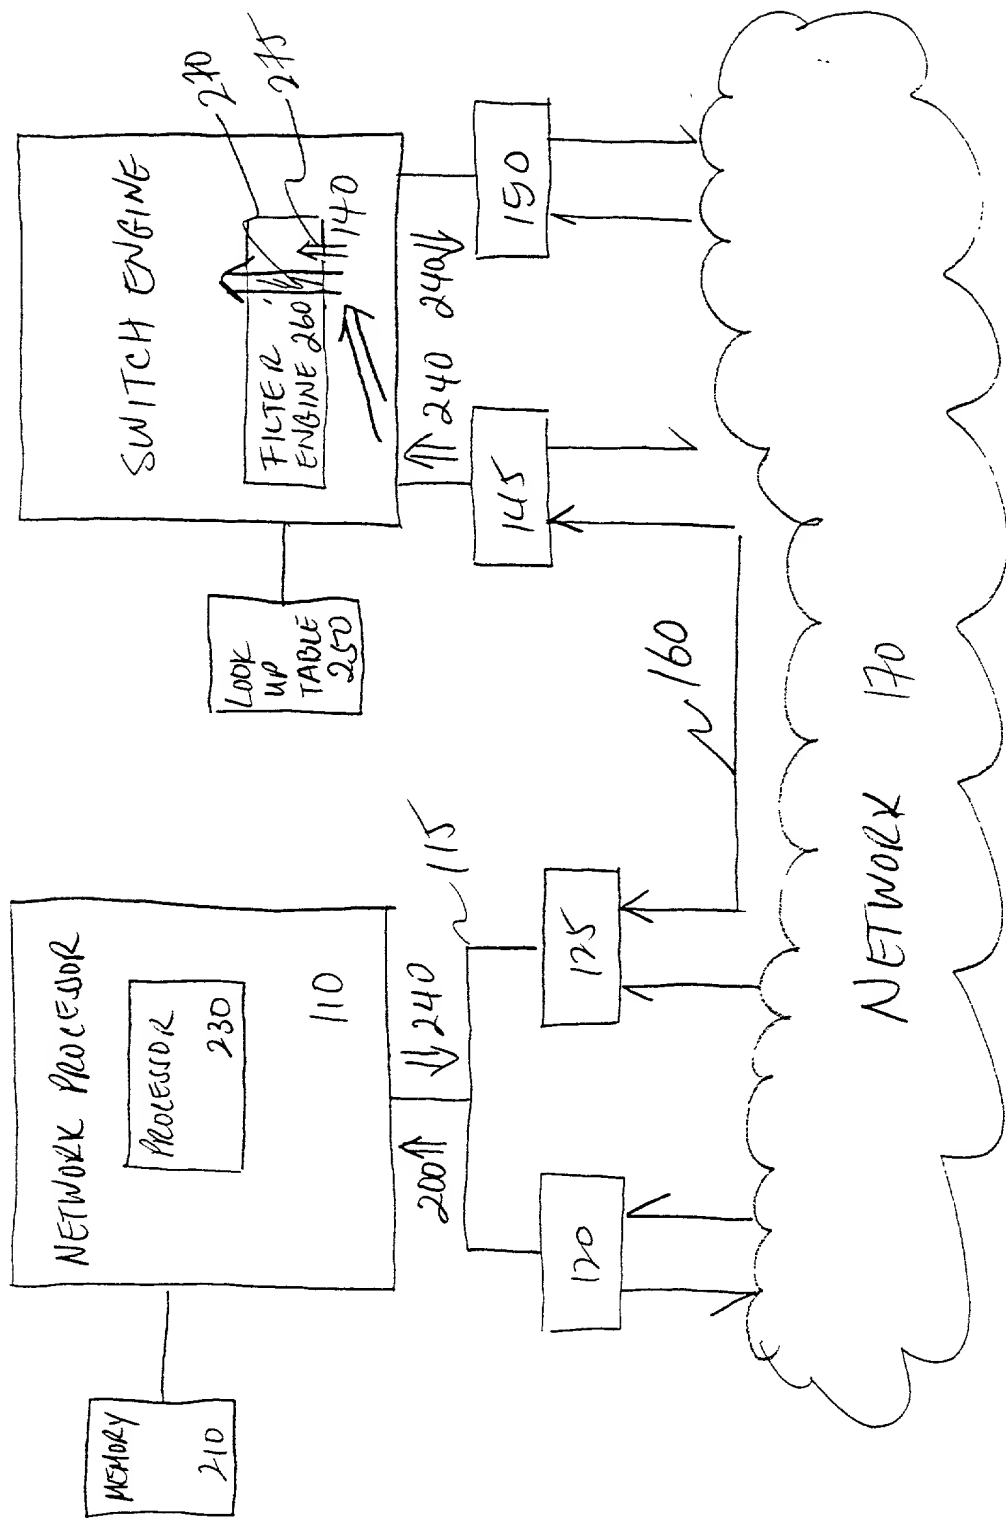 MEMORY
210
NETWORK PROCESSOR
PROCESSOR
230
110
200
240
115
120
125
160
LOOK
UP
TABLE
250
SWITCH ENGINE
FILTER
ENGINE 260
270
275
140
240
240
145
150
NETWORK 170